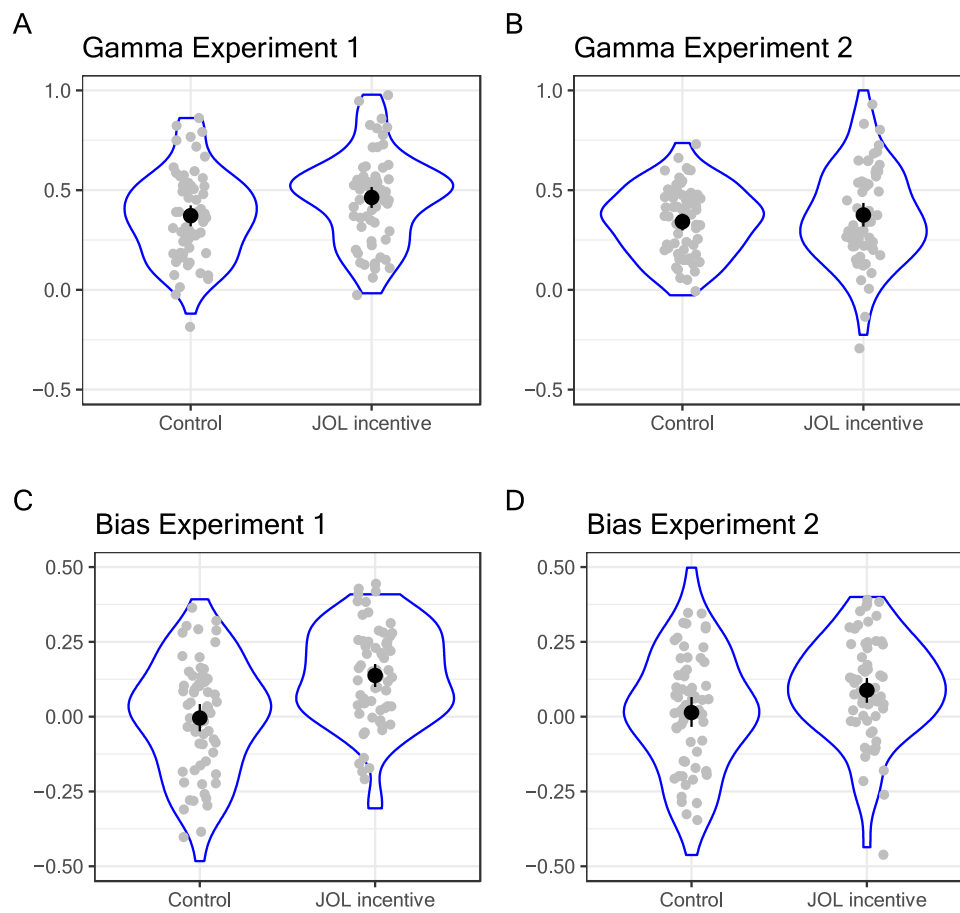 A
Gamma Experiment 1
1.0
0.5
0.0
−0.5
Control
JOL incentive
B
Gamma Experiment 2
1.0
0.5
0.0
−0.5
Control
JOL incentive
C
Bias Experiment 1
0.50
0.25
0.00
−0.25
−0.50
Control
JOL incentive
D
Bias Experiment 2
0.50
0.25
0.00
−0.25
−0.50
Control
JOL incentive